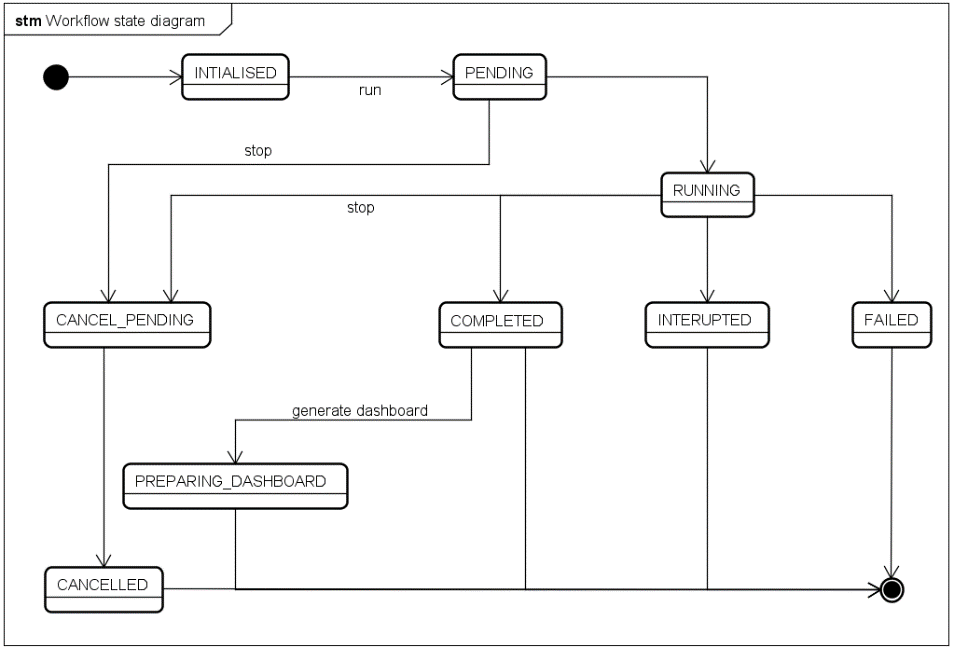 stm Workflow state diagram
INTIALISED
run
PENDING
stop
RUNNING
stop
CANCEL_PENDING
COMPLETED
INTERUPTED
FAILED
generate dashboard
PREPARING_DASHBOARD
CANCELLED